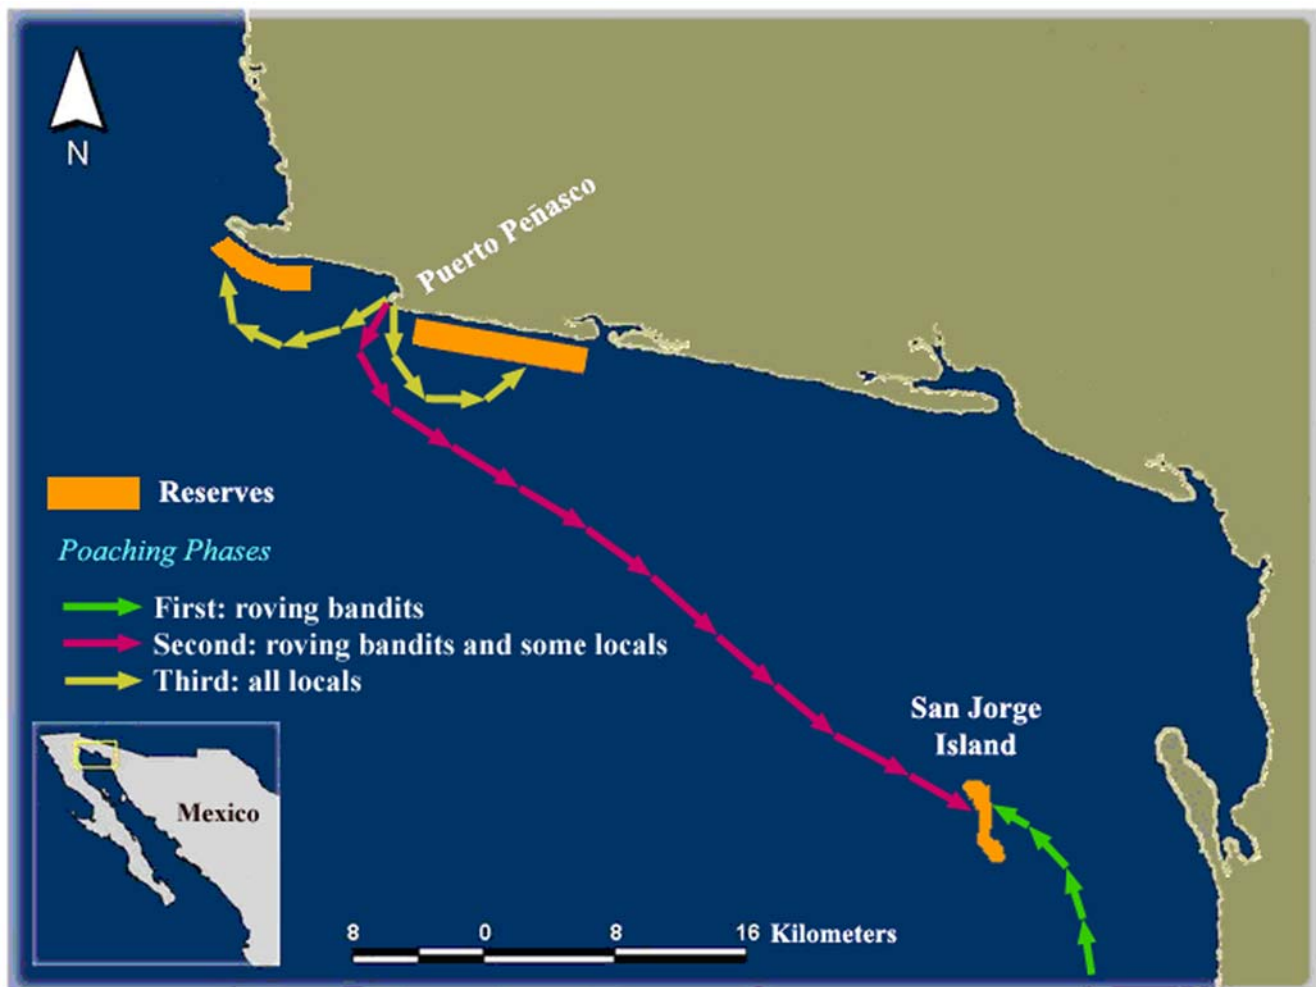 N
Puerto Peñasco
Reserves
Poaching Phases
First: roving bandits
Second: roving bandits and some locals
Third: all locals
San Jorge
Island
Mexico
8 0 8 16 Kilometers